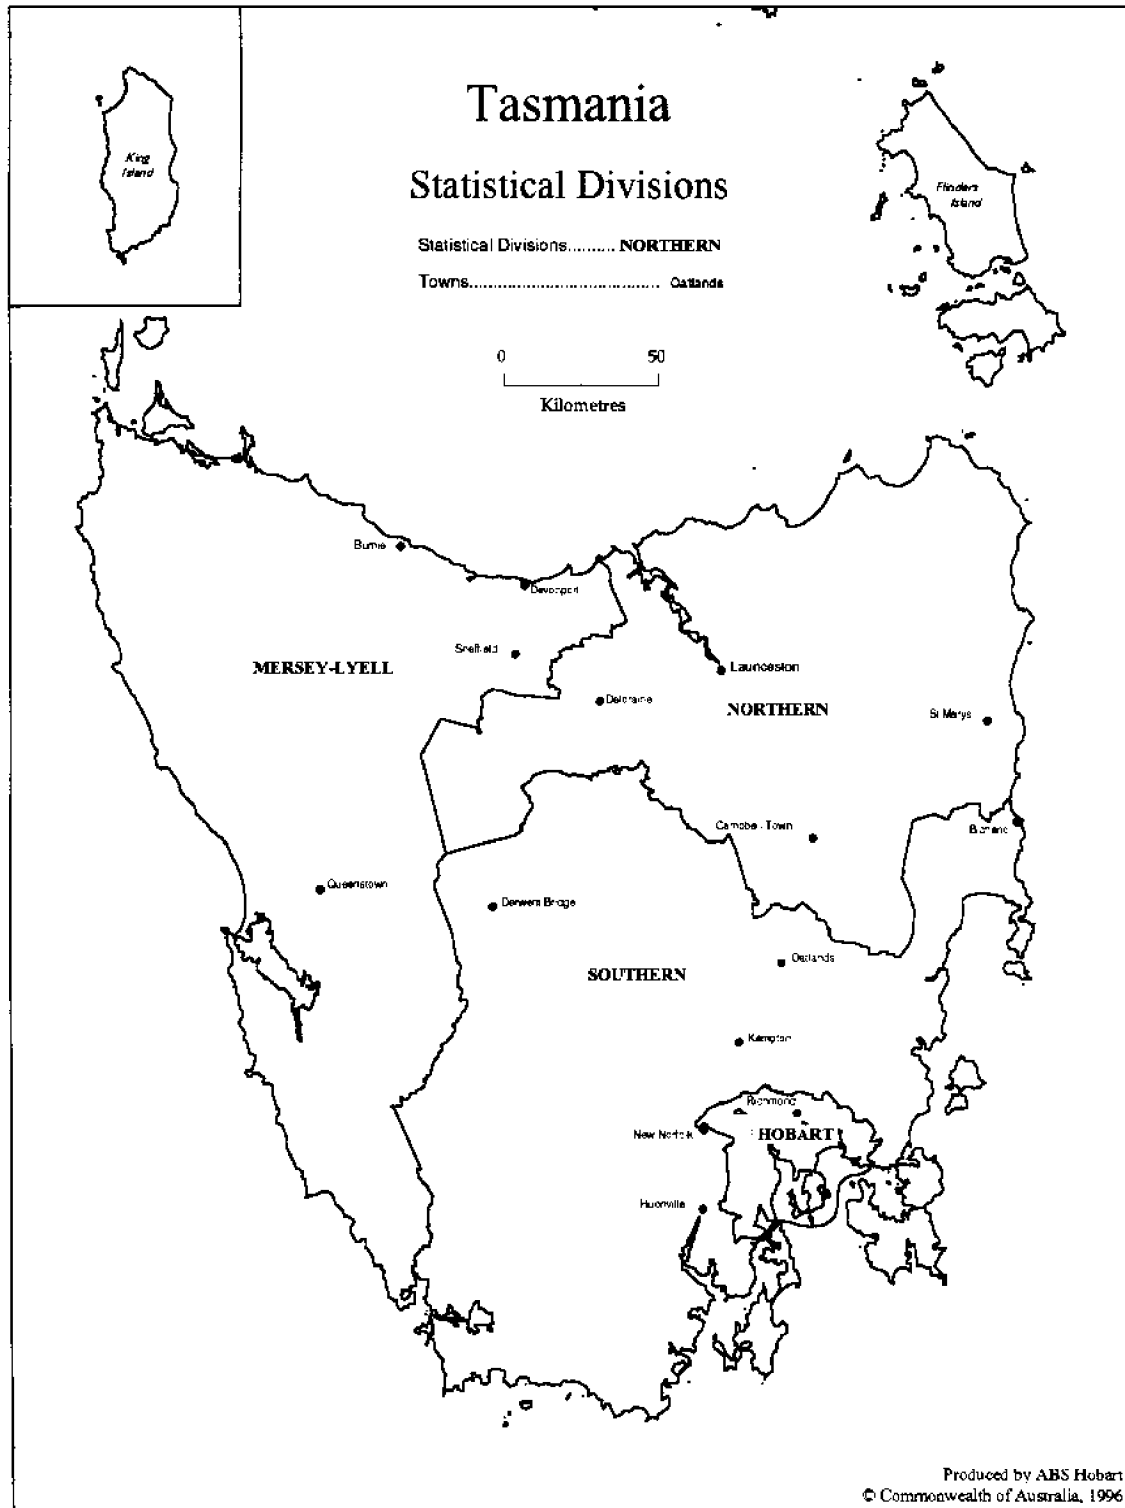 Tasmania
Statistical Divisions
Statistical Divisions.......... NORTHERN
Towns...................................... Oatlands
King
Island
Flinders
Island
0 50
Kilometres
Burnie
Devonport
Sheffield
MERSEY-LYELL
Launceston
Deloraine
NORTHERN
St Marys
Campbell Town
Bicheno
Queenstown
Derwent Bridge
Oatlands
SOUTHERN
Kempton
Richmond
New Norfolk
HOBART
Huonville
Produced by ABS Hobart
© Commonwealth of Australia, 1996